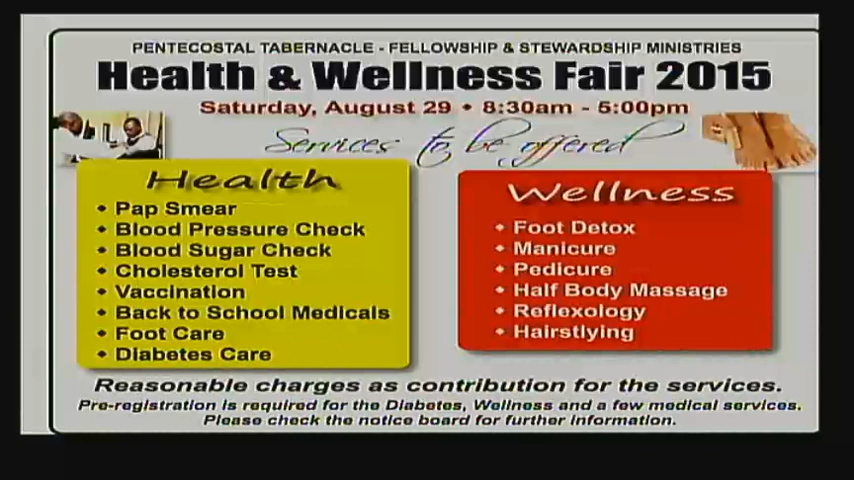 PENTECOSTAL TABERNACLE - FELLOWSHIP & STEWARDSHIP MINISTRIES
Health & Wellness Fair 2015
Saturday, August 29 • 8:30am - 5:00pm
Services to be offered
Health
• Pap Smear
• Blood Pressure Check
• Blood Sugar Check
• Cholesterol Test
• Vaccination
• Back to School Medicals
• Foot Care
• Diabetes Care
Wellness
• Foot Detox
• Manicure
• Pedicure
• Half Body Massage
• Reflexology
• Hairstlying
Reasonable charges as contribution for the services.
Pre-registration is required for the Diabetes, Wellness and a few medical services.
Please check the notice board for further information.